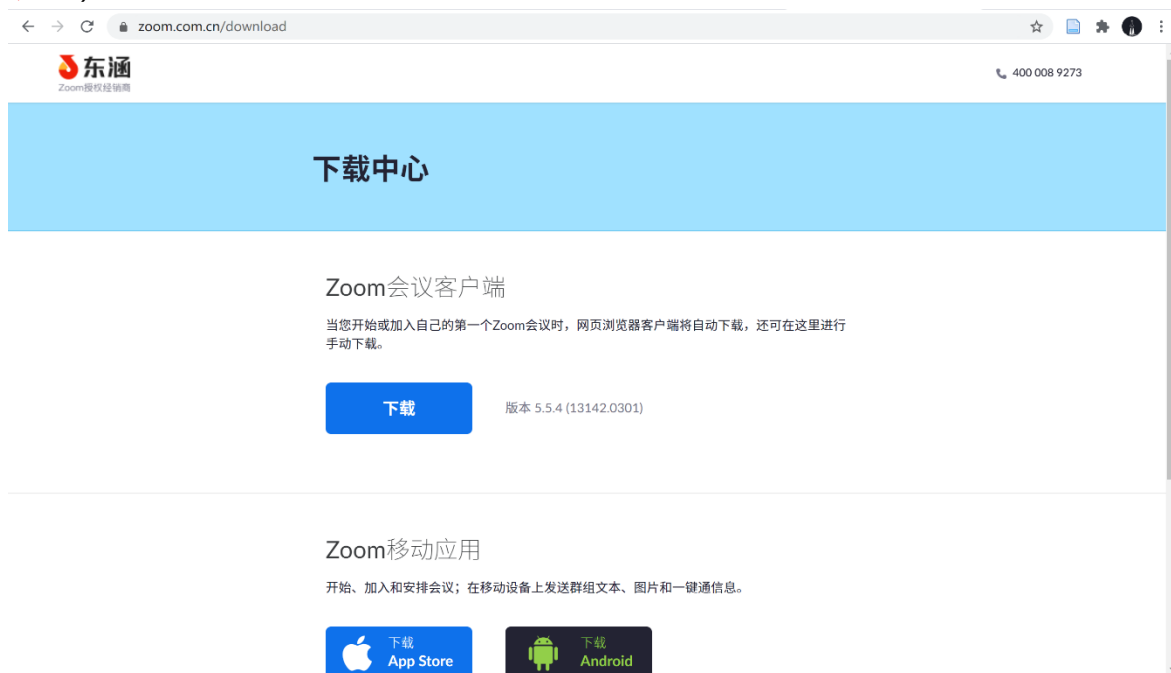 zoom.com.cn/download
东涵
Zoom授权经销商
400 008 9273
下载中心
Zoom会议客户端
当您开始或加入自己的第一个Zoom会议时，网页浏览器客户端将自动下载，还可在这里进行
手动下载。
下载
版本 5.5.4 (13142.0301)
Zoom移动应用
开始、加入和安排会议；在移动设备上发送群组文本、图片和一键通信息。
下载
App Store
下载
Android